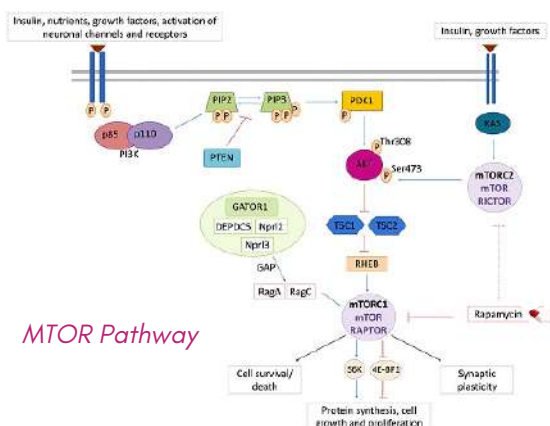 Insulin, nutrients, growth factors, activation of
neuronal channels and receptors
Insulin, growth factors
P P
PIP2
PIP3
PDK1
P P
P P P
P
p85 p110
PI3K
PTEN
RAS
P Thr308
AKT
P Ser473
mTORC2
mTOR
RICTOR
GATOR1
DEPDC5 Nprl2
Nprl3
TSC1 TSC2
GAP
RHEB
RagA RagC
mTORC1
mTOR
RAPTOR
Rapamycin
MTOR Pathway
Cell survival/
death
S6K
4E-BP1
Synaptic
plasticity
Protein synthesis, cell
growth and proliferation